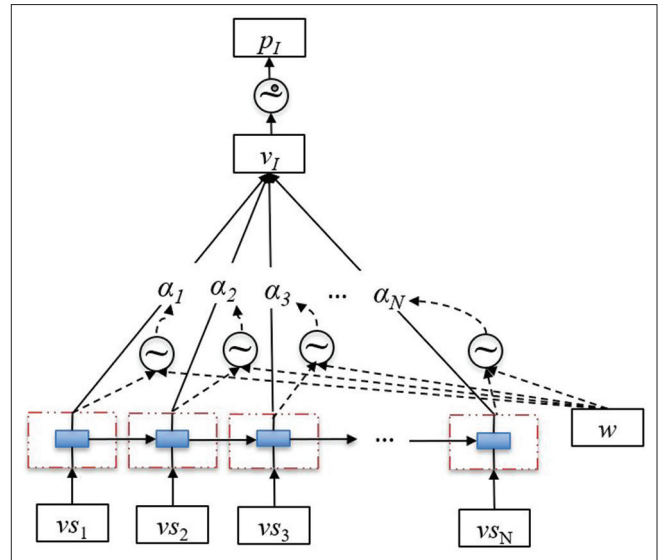 p_I
~
v_I
α_1 α_2 α_3 ... α_N
~ ~ ~ ~
... w
vs_1 vs_2 vs_3 vs_N